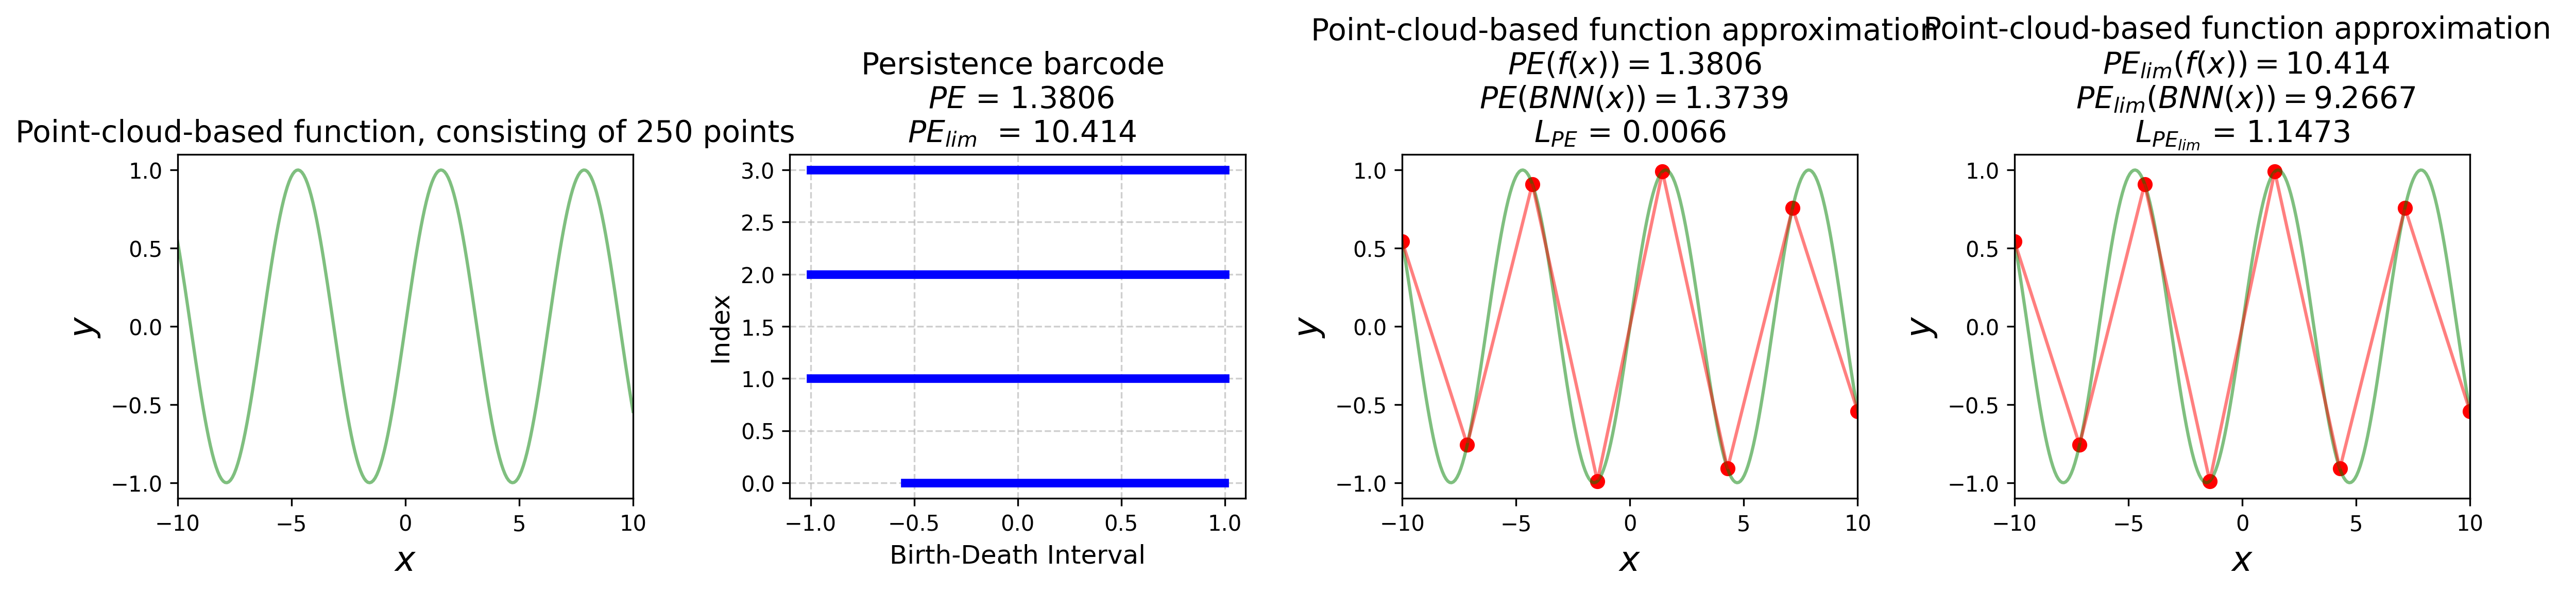 Point-cloud-based function, consisting of 250 points
1.0
0.5
0.0
−0.5
−1.0
y
−10
−5
0
5
10
x
Persistence barcode
PE = 1.3806
PE_lim = 10.414
3.0
2.5
2.0
1.5
1.0
0.5
0.0
Index
−1.0
−0.5
0.0
0.5
1.0
Birth-Death Interval
Point-cloud-based function approximation
PE(f(x)) = 1.3806
PE(BNN(x)) = 1.3739
L_PE = 0.0066
1.0
0.5
0.0
−0.5
−1.0
y
−10
−5
0
5
10
x
Point-cloud-based function approximation
PE_lim(f(x)) = 10.414
PE_lim(BNN(x)) = 9.2667
L_PE_lim = 1.1473
1.0
0.5
0.0
−0.5
−1.0
y
−10
−5
0
5
10
x